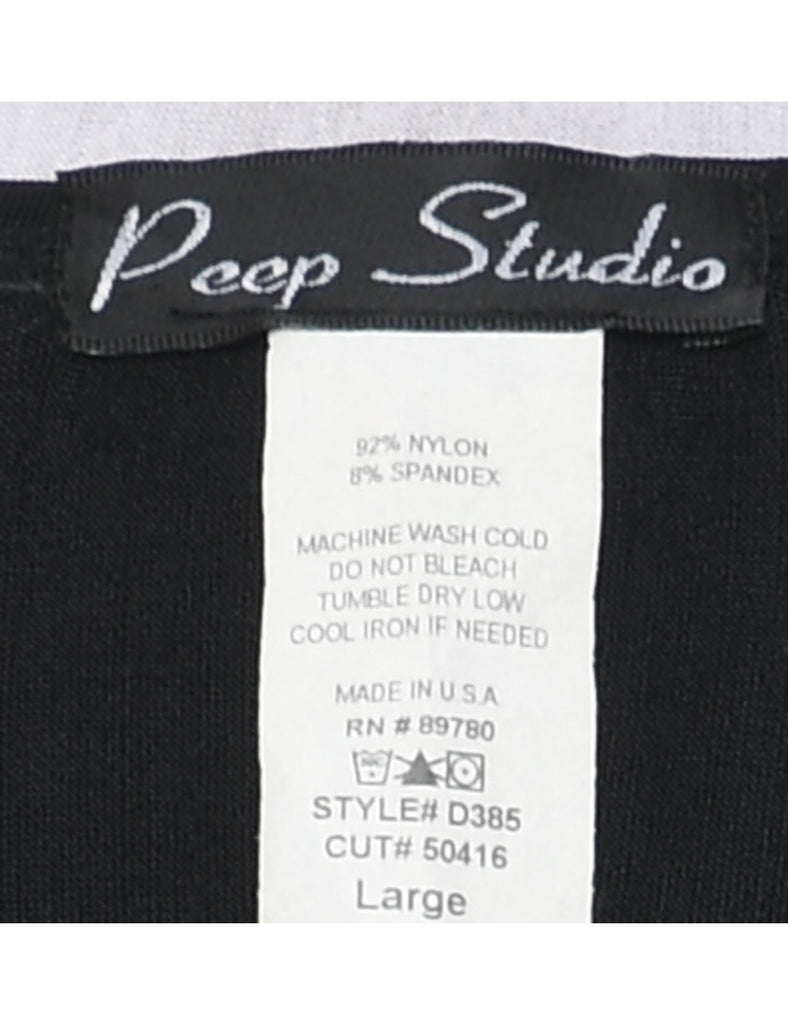 Peep Studio
92% NYLON
8% SPANDEX
MACHINE WASH COLD
DO NOT BLEACH
TUMBLE DRY LOW
COOL IRON IF NEEDED
MADE IN U.S.A
RN # 89780
STYLE# D385
CUT# 50416
Large